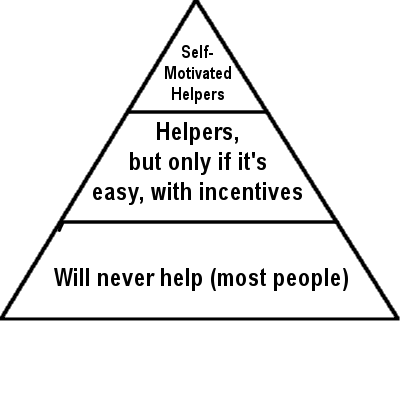 Self-
Motivated
Helpers
Helpers,
but only if it's
easy, with incentives
Will never help (most people)